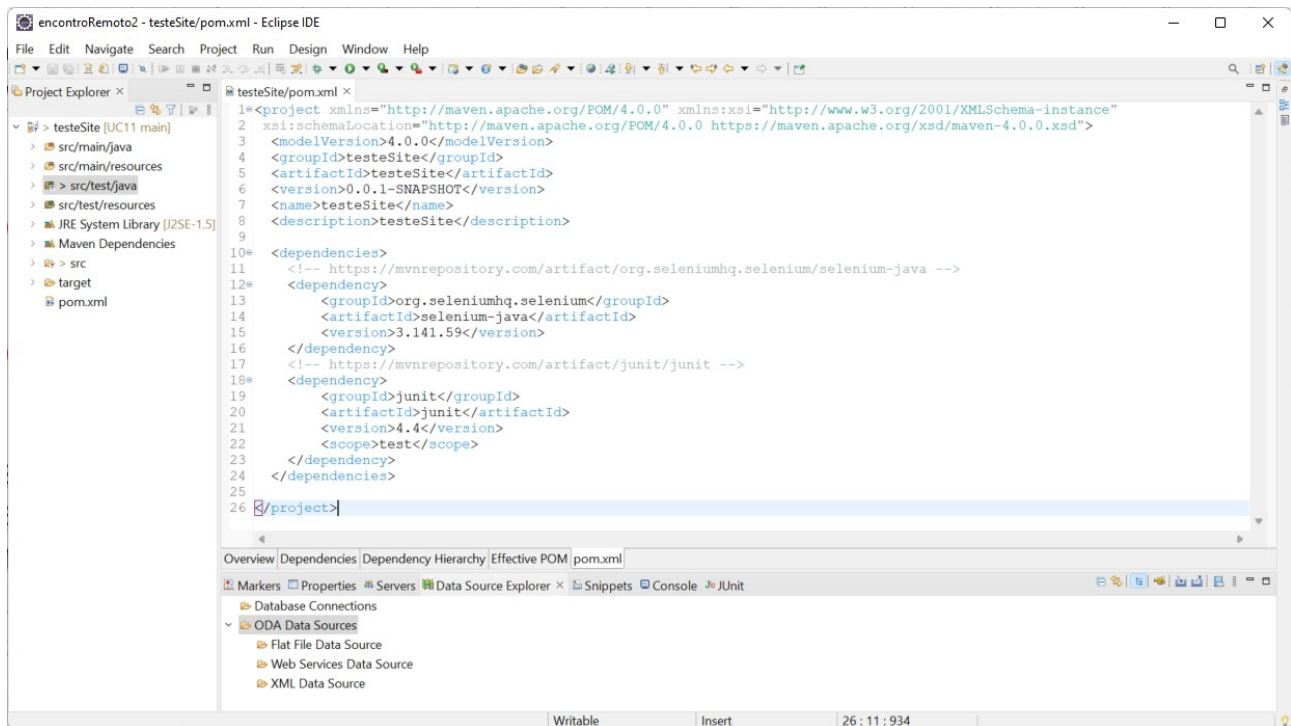 encontroRemoto2 - testeSite/pom.xml - Eclipse IDE
File Edit Navigate Search Project Run Design Window Help
Project Explorer
testeSite/pom.xml
> testeSite [UC11 main]
src/main/java
src/main/resources
> src/test/java
src/test/resources
JRE System Library [J2SE-1.5]
Maven Dependencies
> src
target
pom.xml
1 <project xmlns="http://maven.apache.org/POM/4.0.0" xmlns:xsi="http://www.w3.org/2001/XMLSchema-instance"
2 xsi:schemaLocation="http://maven.apache.org/POM/4.0.0 https://maven.apache.org/xsd/maven-4.0.0.xsd">
3 <modelVersion>4.0.0</modelVersion>
4 <groupId>testeSite</groupId>
5 <artifactId>testeSite</artifactId>
6 <version>0.0.1-SNAPSHOT</version>
7 <name>testeSite</name>
8 <description>testeSite</description>
9
10 <dependencies>
11 <!-- https://mvnrepository.com/artifact/org.seleniumhq.selenium/selenium-java -->
12 <dependency>
13 <groupId>org.seleniumhq.selenium</groupId>
14 <artifactId>selenium-java</artifactId>
15 <version>3.141.59</version>
16 </dependency>
17 <!-- https://mvnrepository.com/artifact/junit/junit -->
18 <dependency>
19 <groupId>junit</groupId>
20 <artifactId>junit</artifactId>
21 <version>4.4</version>
22 <scope>test</scope>
23 </dependency>
24 </dependencies>
25
26 </project>
Overview Dependencies Dependency Hierarchy Effective POM pom.xml
Markers Properties Servers Data Source Explorer Snippets Console JUnit
Database Connections
ODA Data Sources
Flat File Data Source
Web Services Data Source
XML Data Source
Writable Insert 26 : 11 : 934